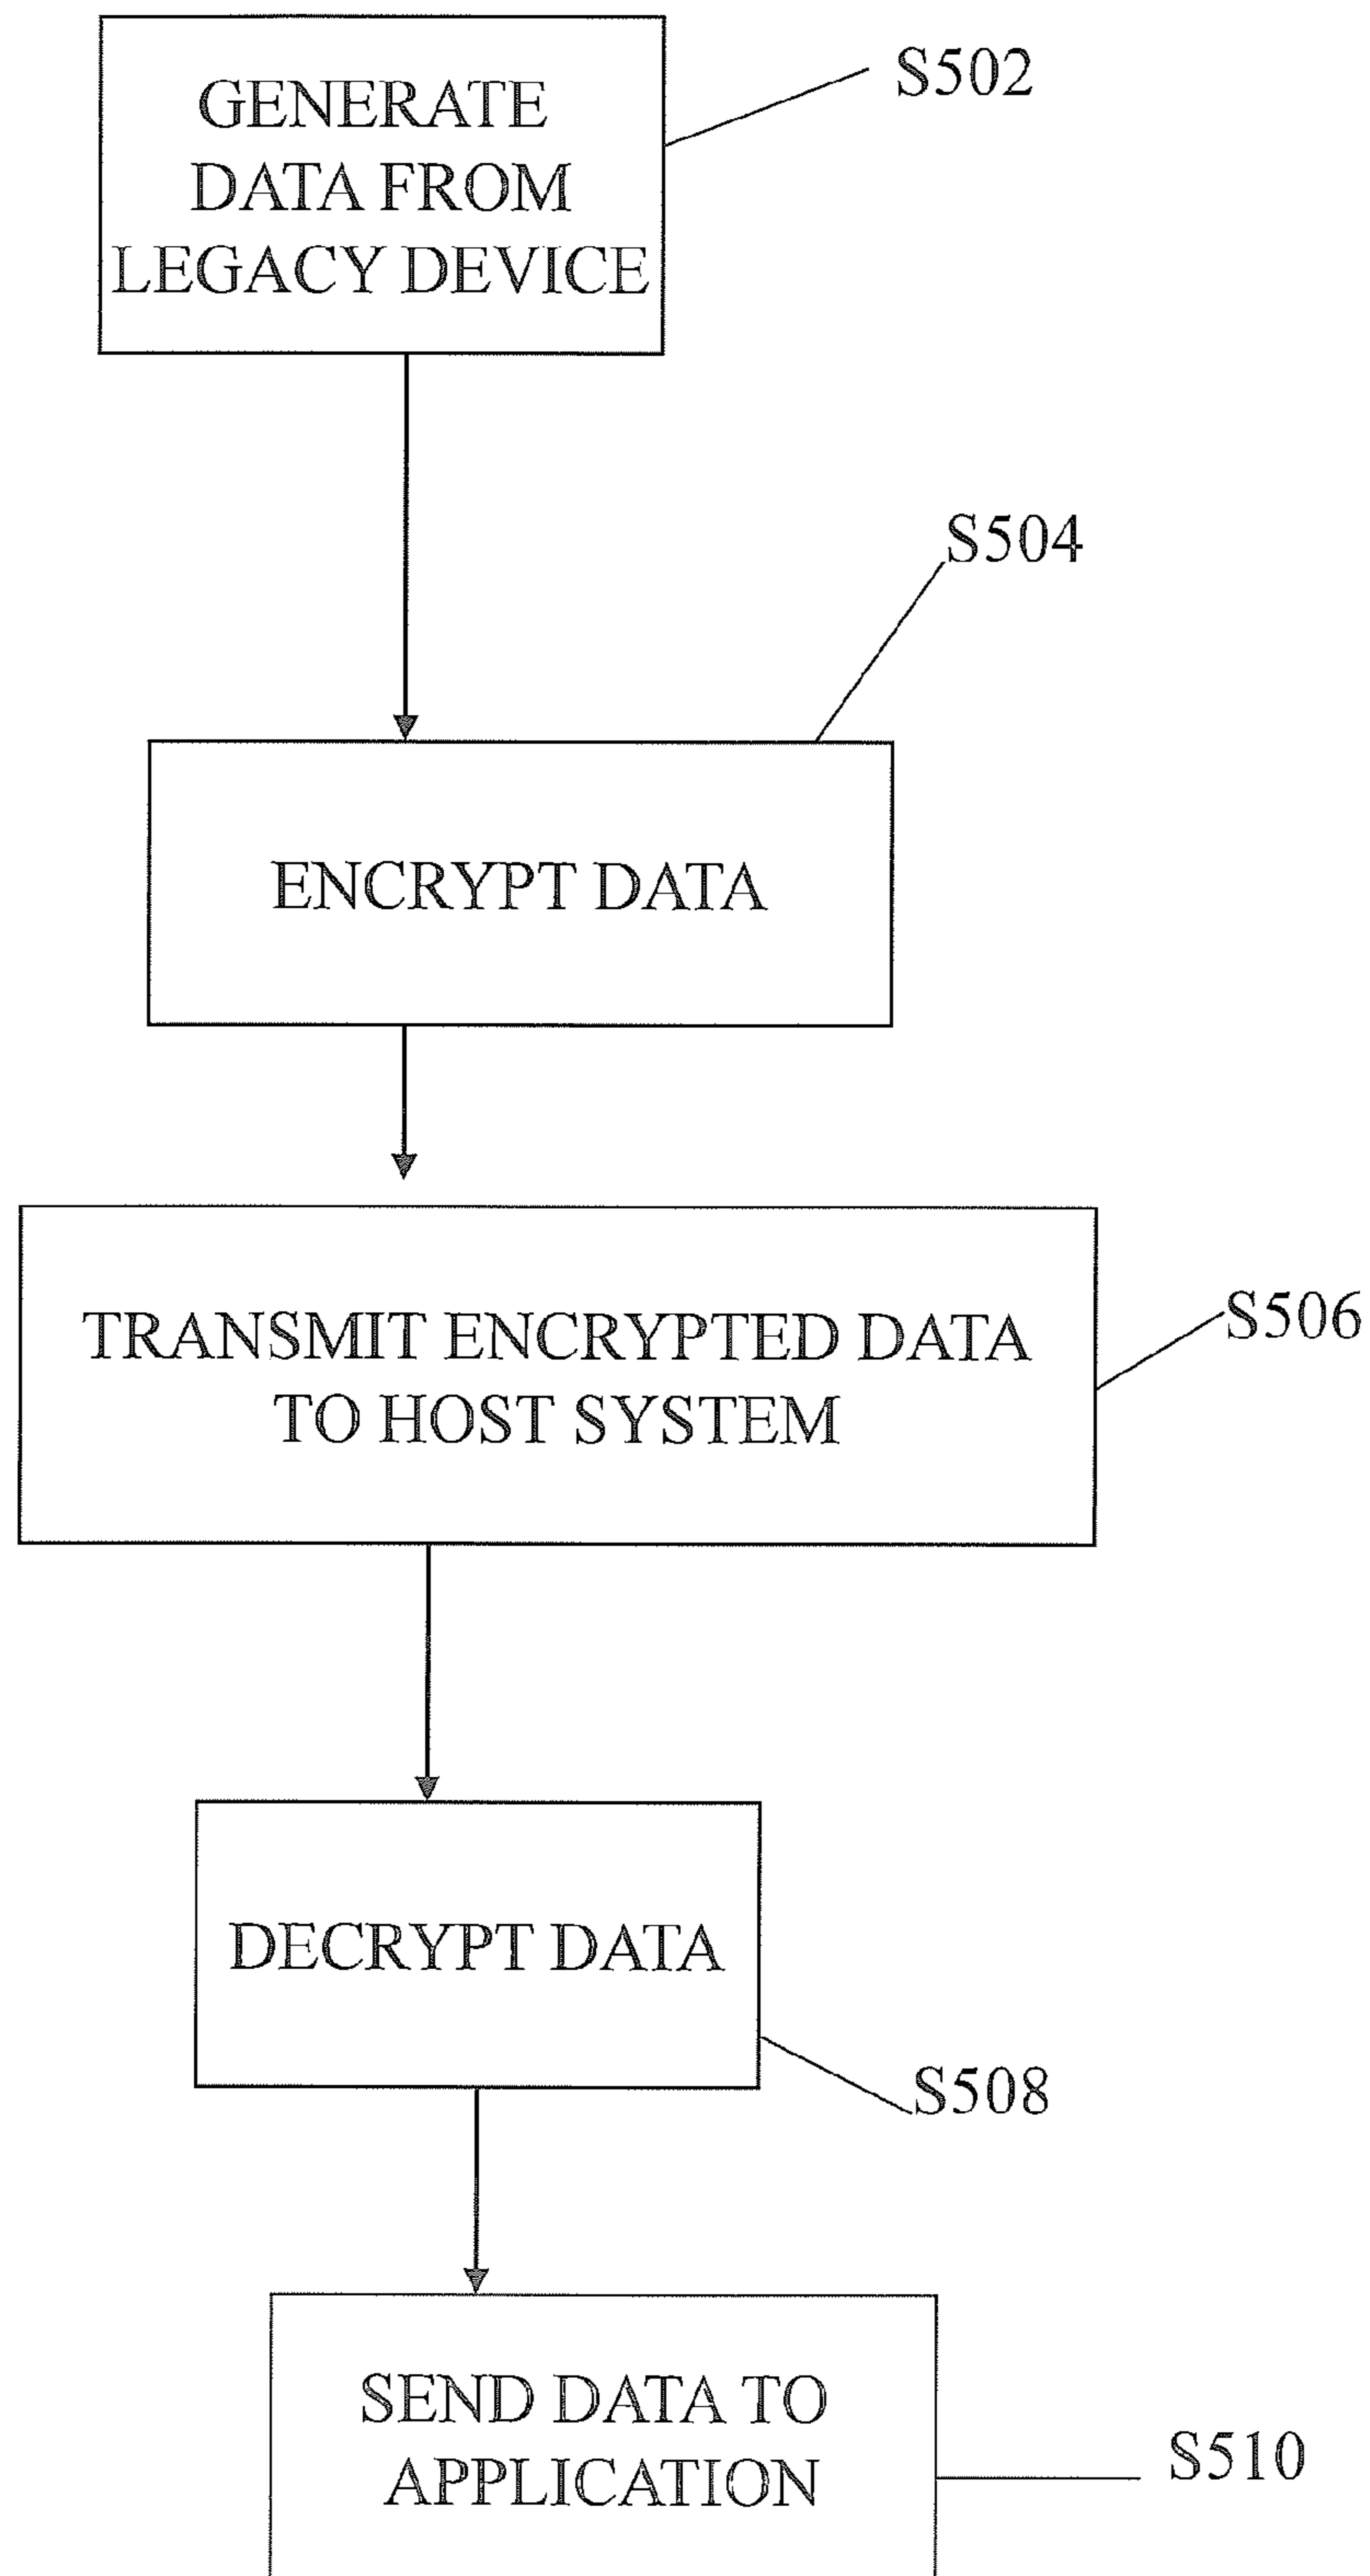 GENERATE
DATA FROM
LEGACY DEVICE
S502
S504
ENCRYPT DATA
TRANSMIT ENCRYPTED DATA
TO HOST SYSTEM
S506
DECRYPT DATA
S508
SEND DATA TO
APPLICATION
S510